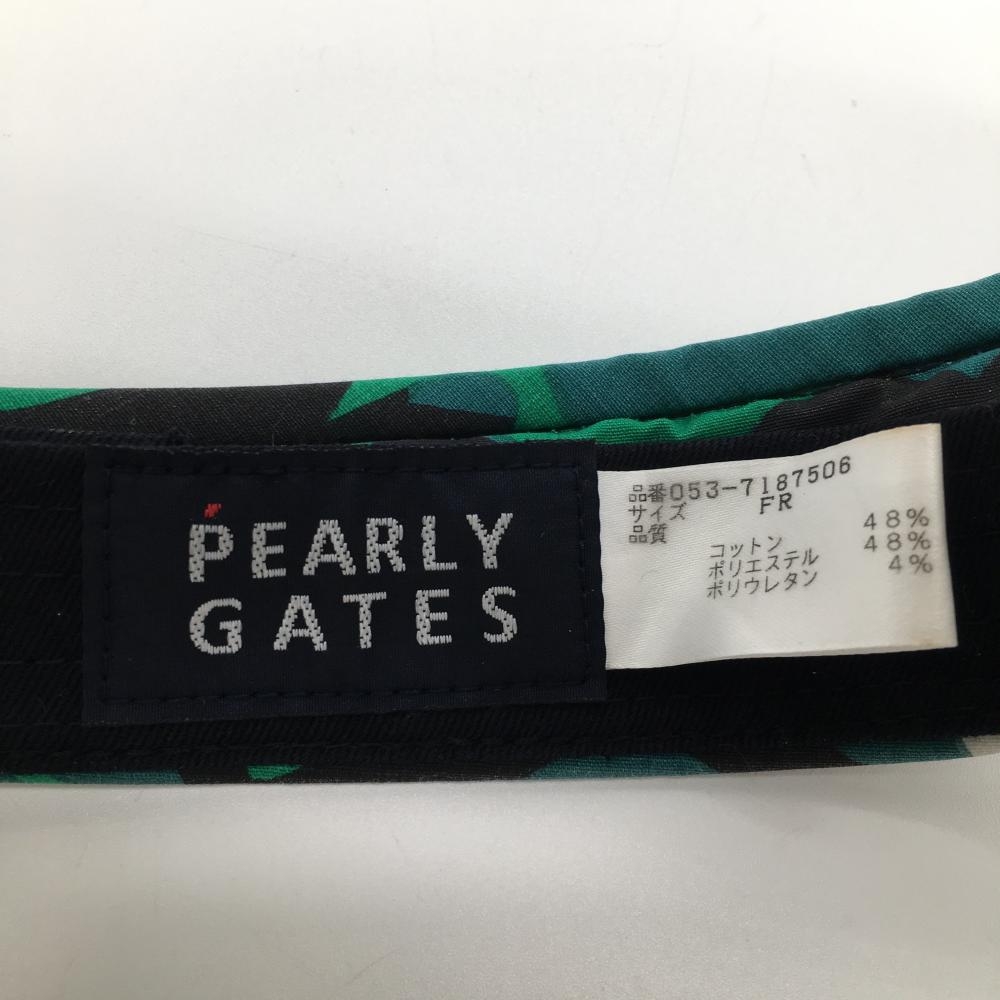 PEARLY
GATES
品番053-7187506
サイズ FR
品質
コットン 48%
ポリエステル 48%
ポリウレタン 4%